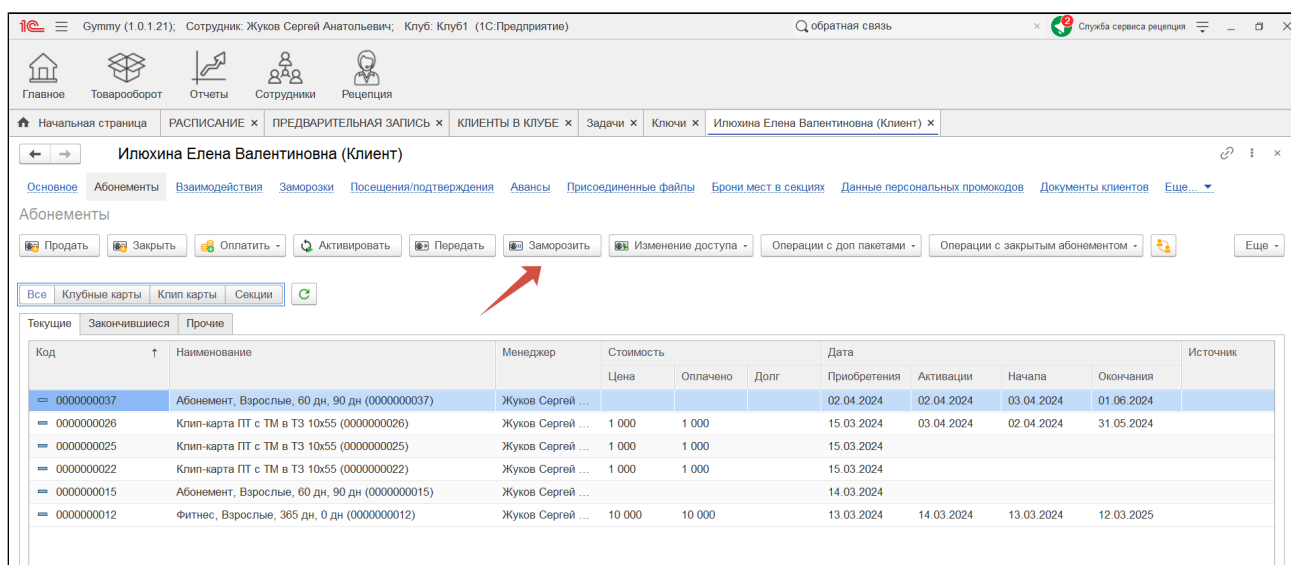 1С Gymmy (1.0.1.21); Сотрудник: Жуков Сергей Анатольевич; Клуб: Клуб1 (1С:Предприятие) обратная связь 2 Служба сервиса рецепция
Главное Товарооборот Отчеты Сотрудники Рецепция
Начальная страница РАСПИСАНИЕ × ПРЕДВАРИТЕЛЬНАЯ ЗАПИСЬ × КЛИЕНТЫ В КЛУБЕ × Задачи × Ключи × Илюхина Елена Валентиновна (Клиент) ×
Илюхина Елена Валентиновна (Клиент)
Основное Абонементы Взаимодействия Заморозки Посещения/подтверждения Авансы Присоединенные файлы Брони мест в секциях Данные персональных промокодов Документы клиентов Еще...
Абонементы
Продать Закрыть Оплатить Активировать Передать Заморозить Изменение доступа Операции с доп пакетами Операции с закрытым абонементом Еще
Все Клубные карты Клип карты Секции
Текущие Закончившиеся Прочие
Код ↑ Наименование Менеджер Стоимость Дата Источник
Цена Оплачено Долг Приобретения Активации Начала Окончания
0000000037 Абонемент, Взрослые, 60 дн, 90 дн (0000000037) Жуков Сергей ... 02.04.2024 02.04.2024 03.04.2024 01.06.2024
0000000026 Клип-карта ПТ с ТМ в ТЗ 10x55 (0000000026) Жуков Сергей ... 1 000 1 000 15.03.2024 03.04.2024 02.04.2024 31.05.2024
0000000025 Клип-карта ПТ с ТМ в ТЗ 10x55 (0000000025) Жуков Сергей ... 1 000 1 000 15.03.2024
0000000022 Клип-карта ПТ с ТМ в ТЗ 10x55 (0000000022) Жуков Сергей ... 1 000 1 000 15.03.2024
0000000015 Абонемент, Взрослые, 60 дн, 90 дн (0000000015) Жуков Сергей ... 14.03.2024
0000000012 Фитнес, Взрослые, 365 дн, 0 дн (0000000012) Жуков Сергей ... 10 000 10 000 13.03.2024 14.03.2024 13.03.2024 12.03.2025